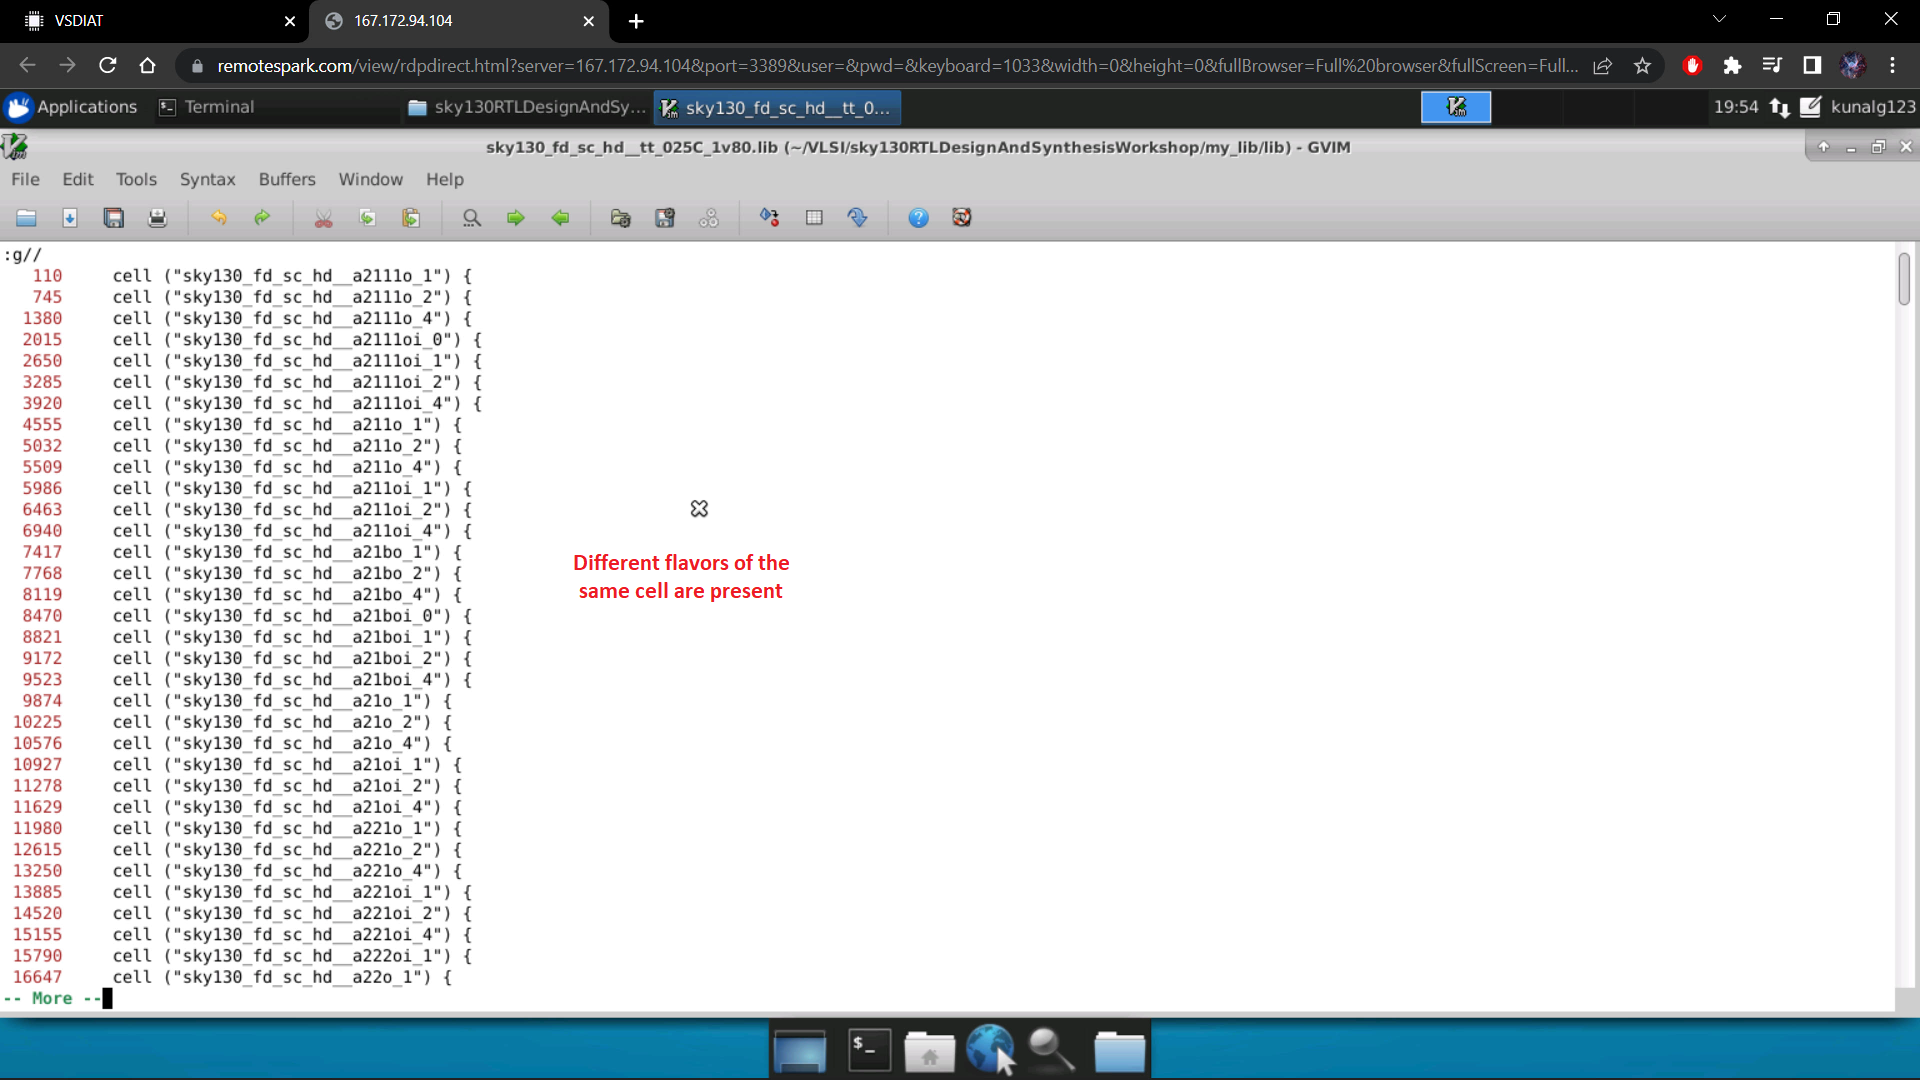 VSDIAT
167.172.94.104
remotespark.com/view/rdpdirect.html?server=167.172.94.104&port=3389&user=&pwd=&keyboard=1033&width=0&height=0&fullBrowser=Full%20browser&fullScreen=Full...
Applications
Terminal
sky130RTLDesignAndSy...
sky130_fd_sc_hd__tt_0...
19:54
kunalg123
sky130_fd_sc_hd__tt_025C_1v80.lib (~/VLSI/sky130RTLDesignAndSynthesisWorkshop/my_lib/lib) - GVIM
File Edit Tools Syntax Buffers Window Help
:g//
110 cell ("sky130_fd_sc_hd__a2111o_1") {
745 cell ("sky130_fd_sc_hd__a2111o_2") {
1380 cell ("sky130_fd_sc_hd__a2111o_4") {
2015 cell ("sky130_fd_sc_hd__a2111oi_0") {
2650 cell ("sky130_fd_sc_hd__a2111oi_1") {
3285 cell ("sky130_fd_sc_hd__a2111oi_2") {
3920 cell ("sky130_fd_sc_hd__a2111oi_4") {
4555 cell ("sky130_fd_sc_hd__a211o_1") {
5032 cell ("sky130_fd_sc_hd__a211o_2") {
5509 cell ("sky130_fd_sc_hd__a211o_4") {
5986 cell ("sky130_fd_sc_hd__a211oi_1") {
6463 cell ("sky130_fd_sc_hd__a211oi_2") {
6940 cell ("sky130_fd_sc_hd__a211oi_4") {
7417 cell ("sky130_fd_sc_hd__a21bo_1") {
7768 cell ("sky130_fd_sc_hd__a21bo_2") {
8119 cell ("sky130_fd_sc_hd__a21bo_4") {
8470 cell ("sky130_fd_sc_hd__a21boi_0") {
8821 cell ("sky130_fd_sc_hd__a21boi_1") {
9172 cell ("sky130_fd_sc_hd__a21boi_2") {
9523 cell ("sky130_fd_sc_hd__a21boi_4") {
9874 cell ("sky130_fd_sc_hd__a21o_1") {
10225 cell ("sky130_fd_sc_hd__a21o_2") {
10576 cell ("sky130_fd_sc_hd__a21o_4") {
10927 cell ("sky130_fd_sc_hd__a21oi_1") {
11278 cell ("sky130_fd_sc_hd__a21oi_2") {
11629 cell ("sky130_fd_sc_hd__a21oi_4") {
11980 cell ("sky130_fd_sc_hd__a221o_1") {
12615 cell ("sky130_fd_sc_hd__a221o_2") {
13250 cell ("sky130_fd_sc_hd__a221o_4") {
13885 cell ("sky130_fd_sc_hd__a221oi_1") {
14520 cell ("sky130_fd_sc_hd__a221oi_2") {
15155 cell ("sky130_fd_sc_hd__a221oi_4") {
15790 cell ("sky130_fd_sc_hd__a222oi_1") {
16647 cell ("sky130_fd_sc_hd__a22o_1") {
-- More --
Different flavors of the
same cell are present